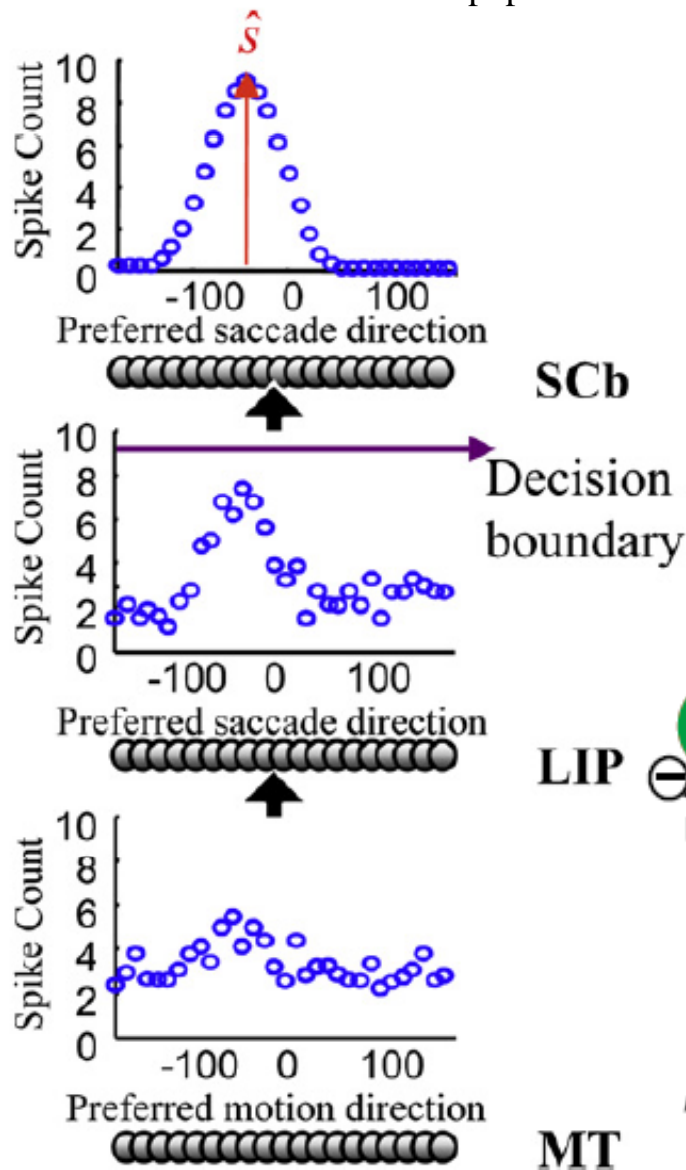 Ŝ
10
8
6
4
2
0
Spike Count
-100 0 100
Preferred saccade direction
SCb
10
8
6
4
2
0
Spike Count
Decision
boundary
-100 0 100
Preferred saccade direction
LIP
10
8
6
4
2
0
Spike Count
-100 0 100
Preferred motion direction
MT